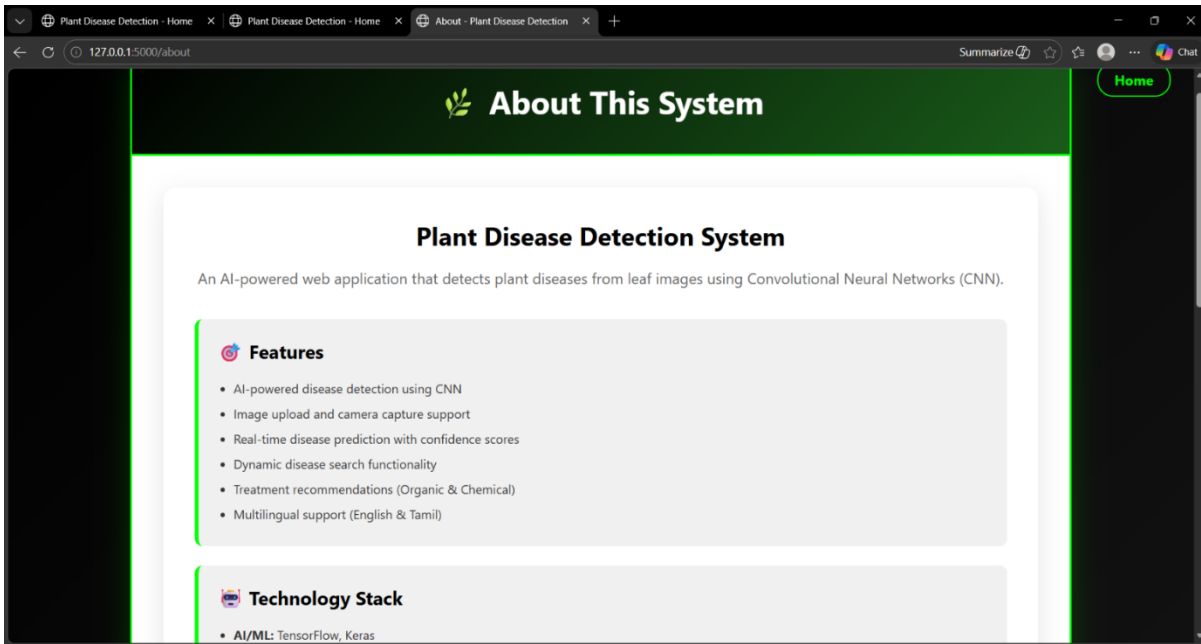 Plant Disease Detection - Home
Plant Disease Detection - Home
About - Plant Disease Detection
127.0.0.1:5000/about
Summarize
Chat
Home
About This System
Plant Disease Detection System
An AI-powered web application that detects plant diseases from leaf images using Convolutional Neural Networks (CNN).
Features
• AI-powered disease detection using CNN
• Image upload and camera capture support
• Real-time disease prediction with confidence scores
• Dynamic disease search functionality
• Treatment recommendations (Organic & Chemical)
• Multilingual support (English & Tamil)
Technology Stack
• AI/ML: TensorFlow, Keras